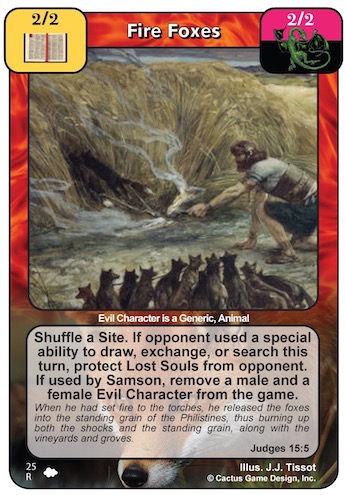 2/2
Fire Foxes
2/2
Evil Character is a Generic, Animal
Shuffle a Site. If opponent used a special
ability to draw, exchange, or search this
turn, protect Lost Souls from opponent.
If used by Samson, remove a male and a
female Evil Character from the game.
When he had set fire to the torches, he released the foxes
into the standing grain of the Philistines, thus burning up
both the shocks and the standing grain, along with the
vineyards and groves.
Judges 15:5
25
R
Illus. J.J. Tissot
© Cactus Game Design, Inc.